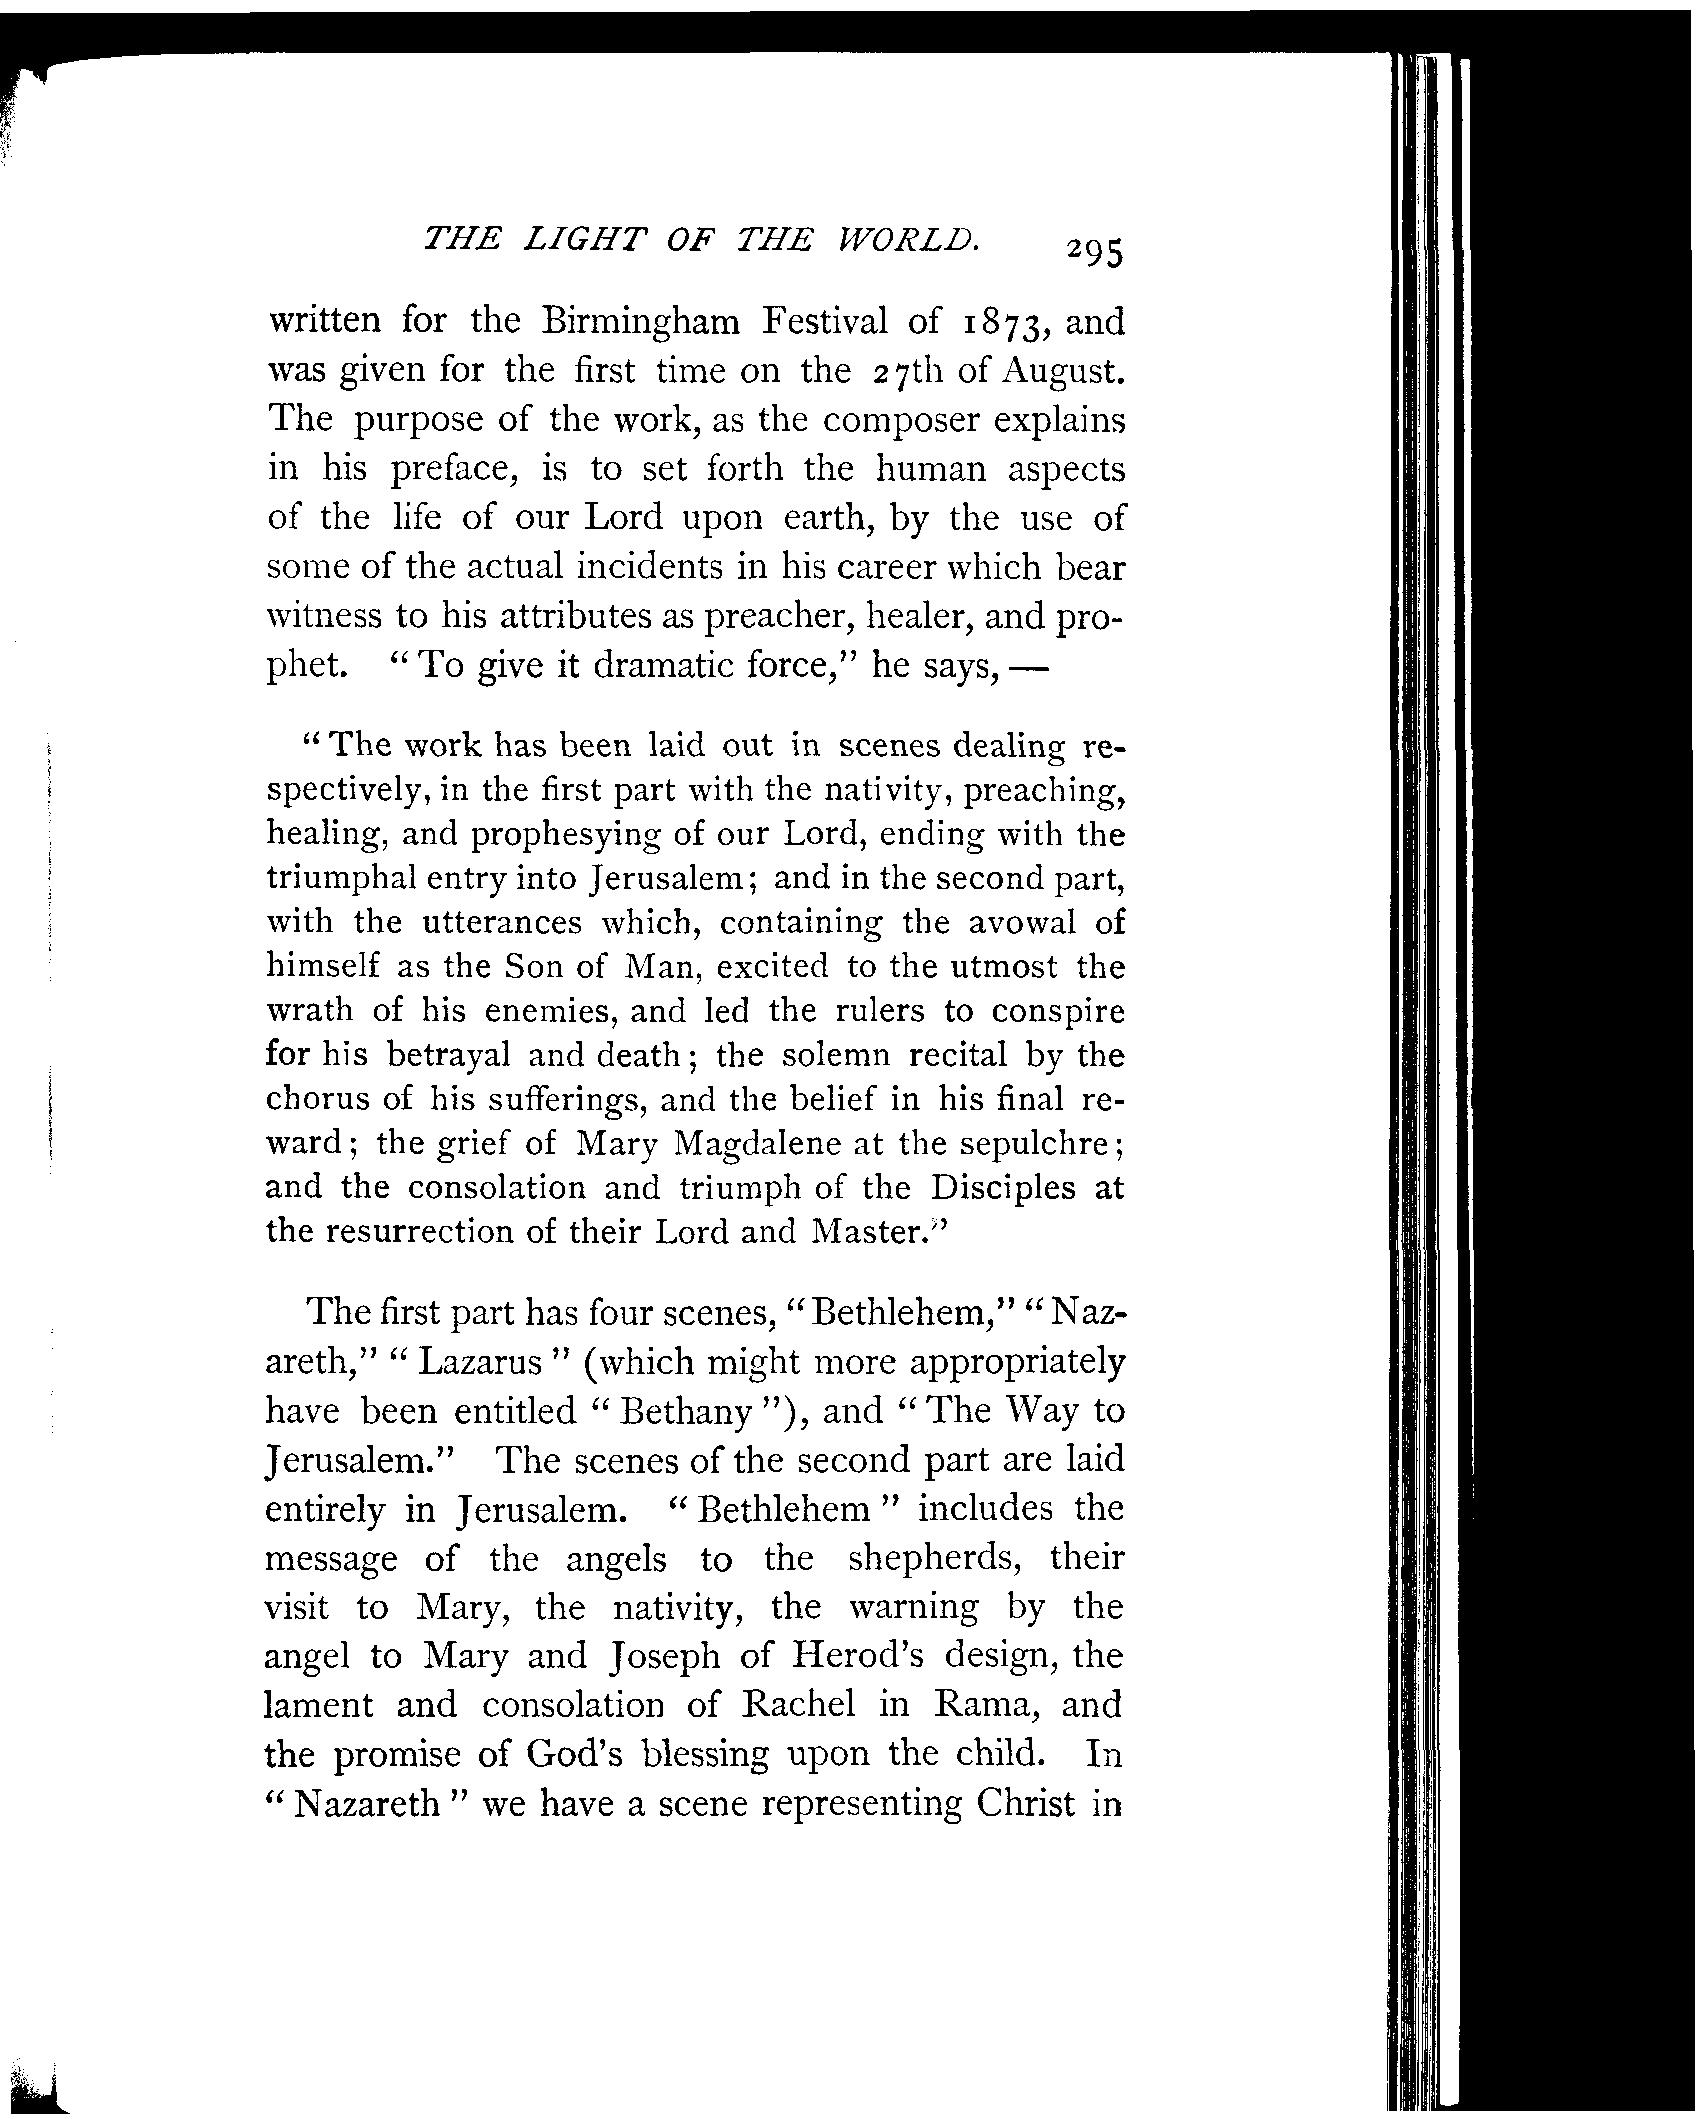 THE LIGHT OF THE WORLD. 295
written for the Birmingham Festival of 1873, and
was given for the first time on the 27th of August.
The purpose of the work, as the composer explains
in his preface, is to set forth the human aspects
of the life of our Lord upon earth, by the use of
some of the actual incidents in his career which bear
witness to his attributes as preacher, healer, and pro-
phet. "To give it dramatic force," he says, —
"The work has been laid out in scenes dealing re-
spectively, in the first part with the nativity, preaching,
healing, and prophesying of our Lord, ending with the
triumphal entry into Jerusalem; and in the second part,
with the utterances which, containing the avowal of
himself as the Son of Man, excited to the utmost the
wrath of his enemies, and led the rulers to conspire
for his betrayal and death; the solemn recital by the
chorus of his sufferings, and the belief in his final re-
ward; the grief of Mary Magdalene at the sepulchre;
and the consolation and triumph of the Disciples at
the resurrection of their Lord and Master."
The first part has four scenes, "Bethlehem," "Naz-
areth," "Lazarus" (which might more appropriately
have been entitled "Bethany"), and "The Way to
Jerusalem." The scenes of the second part are laid
entirely in Jerusalem. "Bethlehem" includes the
message of the angels to the shepherds, their
visit to Mary, the nativity, the warning by the
angel to Mary and Joseph of Herod's design, the
lament and consolation of Rachel in Rama, and
the promise of God's blessing upon the child. In
"Nazareth" we have a scene representing Christ in